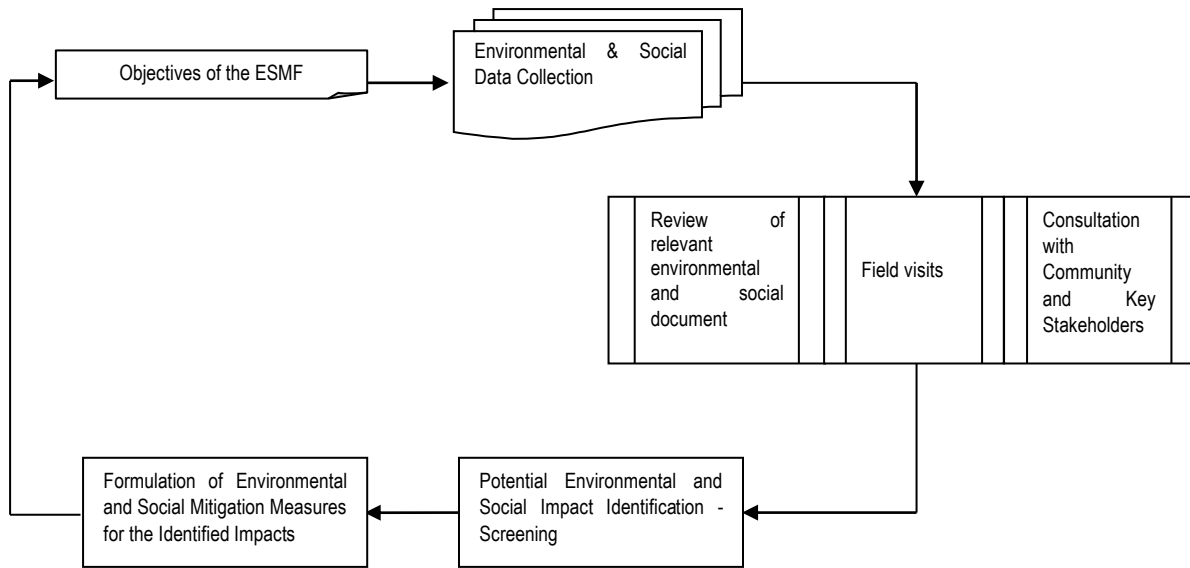 Objectives of the ESMF
Environmental & Social
Data Collection
Review of
relevant
environmental
and social
document
Field visits
Consultation
with
Community
and Key
Stakeholders
Formulation of Environmental
and Social Mitigation Measures
for the Identified Impacts
Potential Environmental and
Social Impact Identification -
Screening